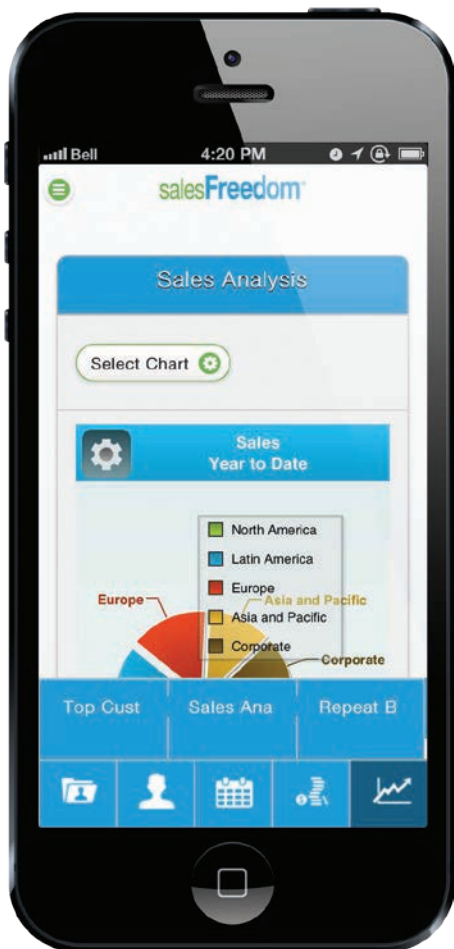 Bell 4:20 PM
salesFreedom
Sales Analysis
Select Chart
Sales
Year to Date
North America
Latin America
Europe
Europe
Asia and Pacific
Asia and Pacific
Corporate
Corporate
Top Cust Sales Ana Repeat B